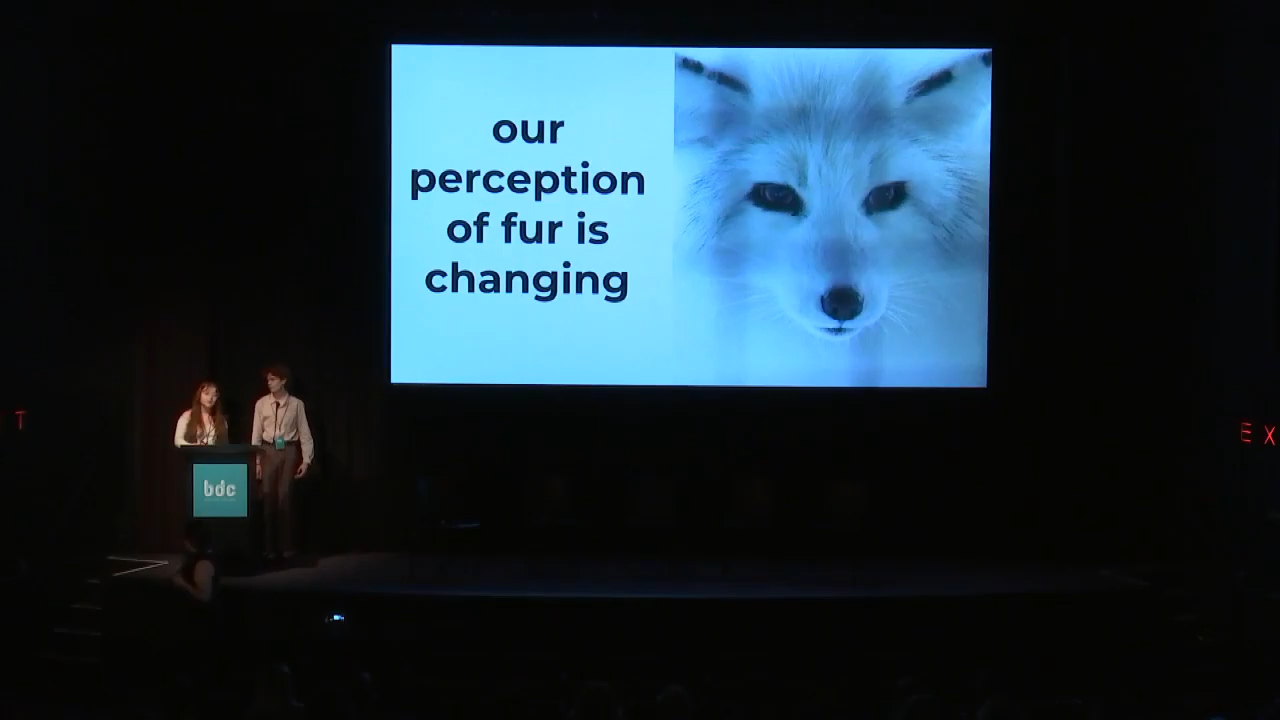 our
perception
of fur is
changing
bdc
T
E X